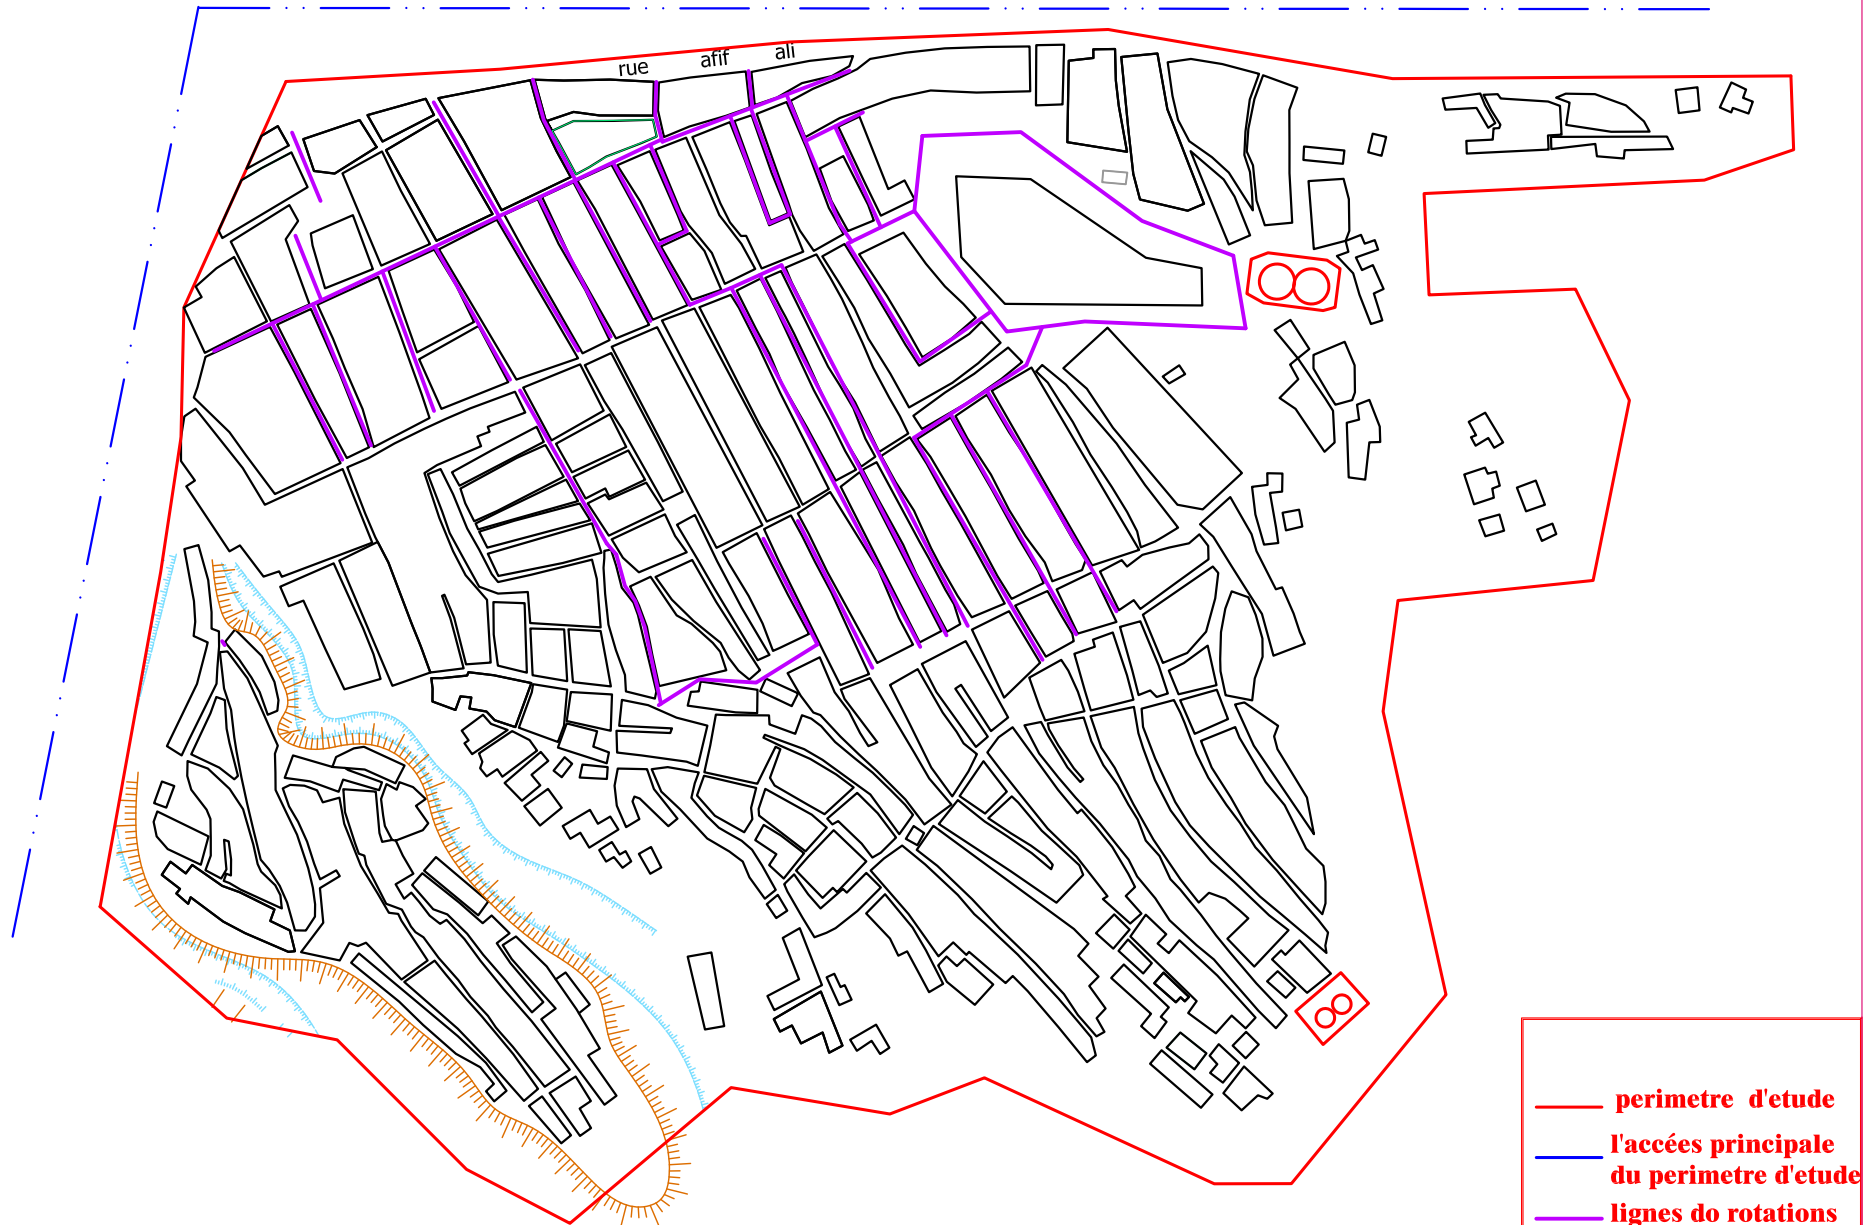 rue afif ali
perimetre d'etude
l'accées principale
du perimetre d'etude
lignes do rotations